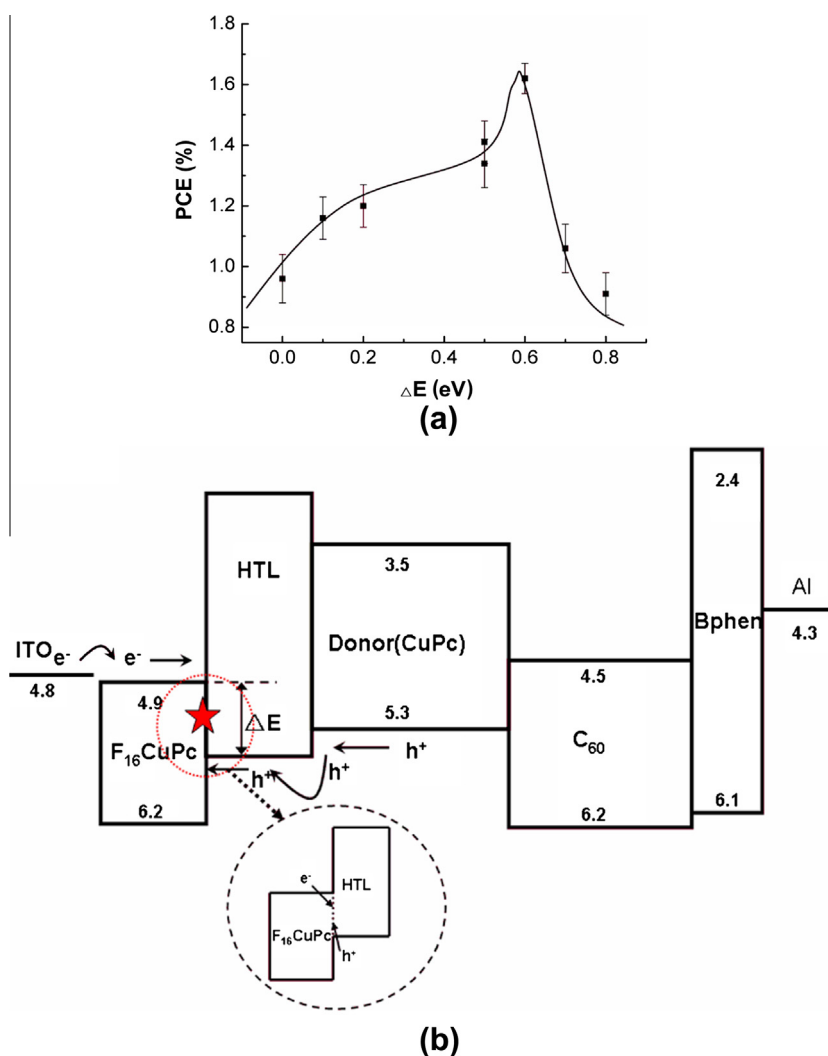 1.8
1.6
1.4
1.2
1.0
0.8
PCE (%)
0.0 0.2 0.4 0.6 0.8
△E (eV)
(a)
2.4
HTL
3.5
Al
ITO e⁻ e⁻
Donor(CuPc)
Bphen
4.8
4.9
4.5
4.3
△E
5.3
F₁₆CuPc
C₆₀
h⁺ h⁺ h⁺
6.2
6.2
6.1
e⁻
HTL
F₁₆CuPc
h⁺
(b)